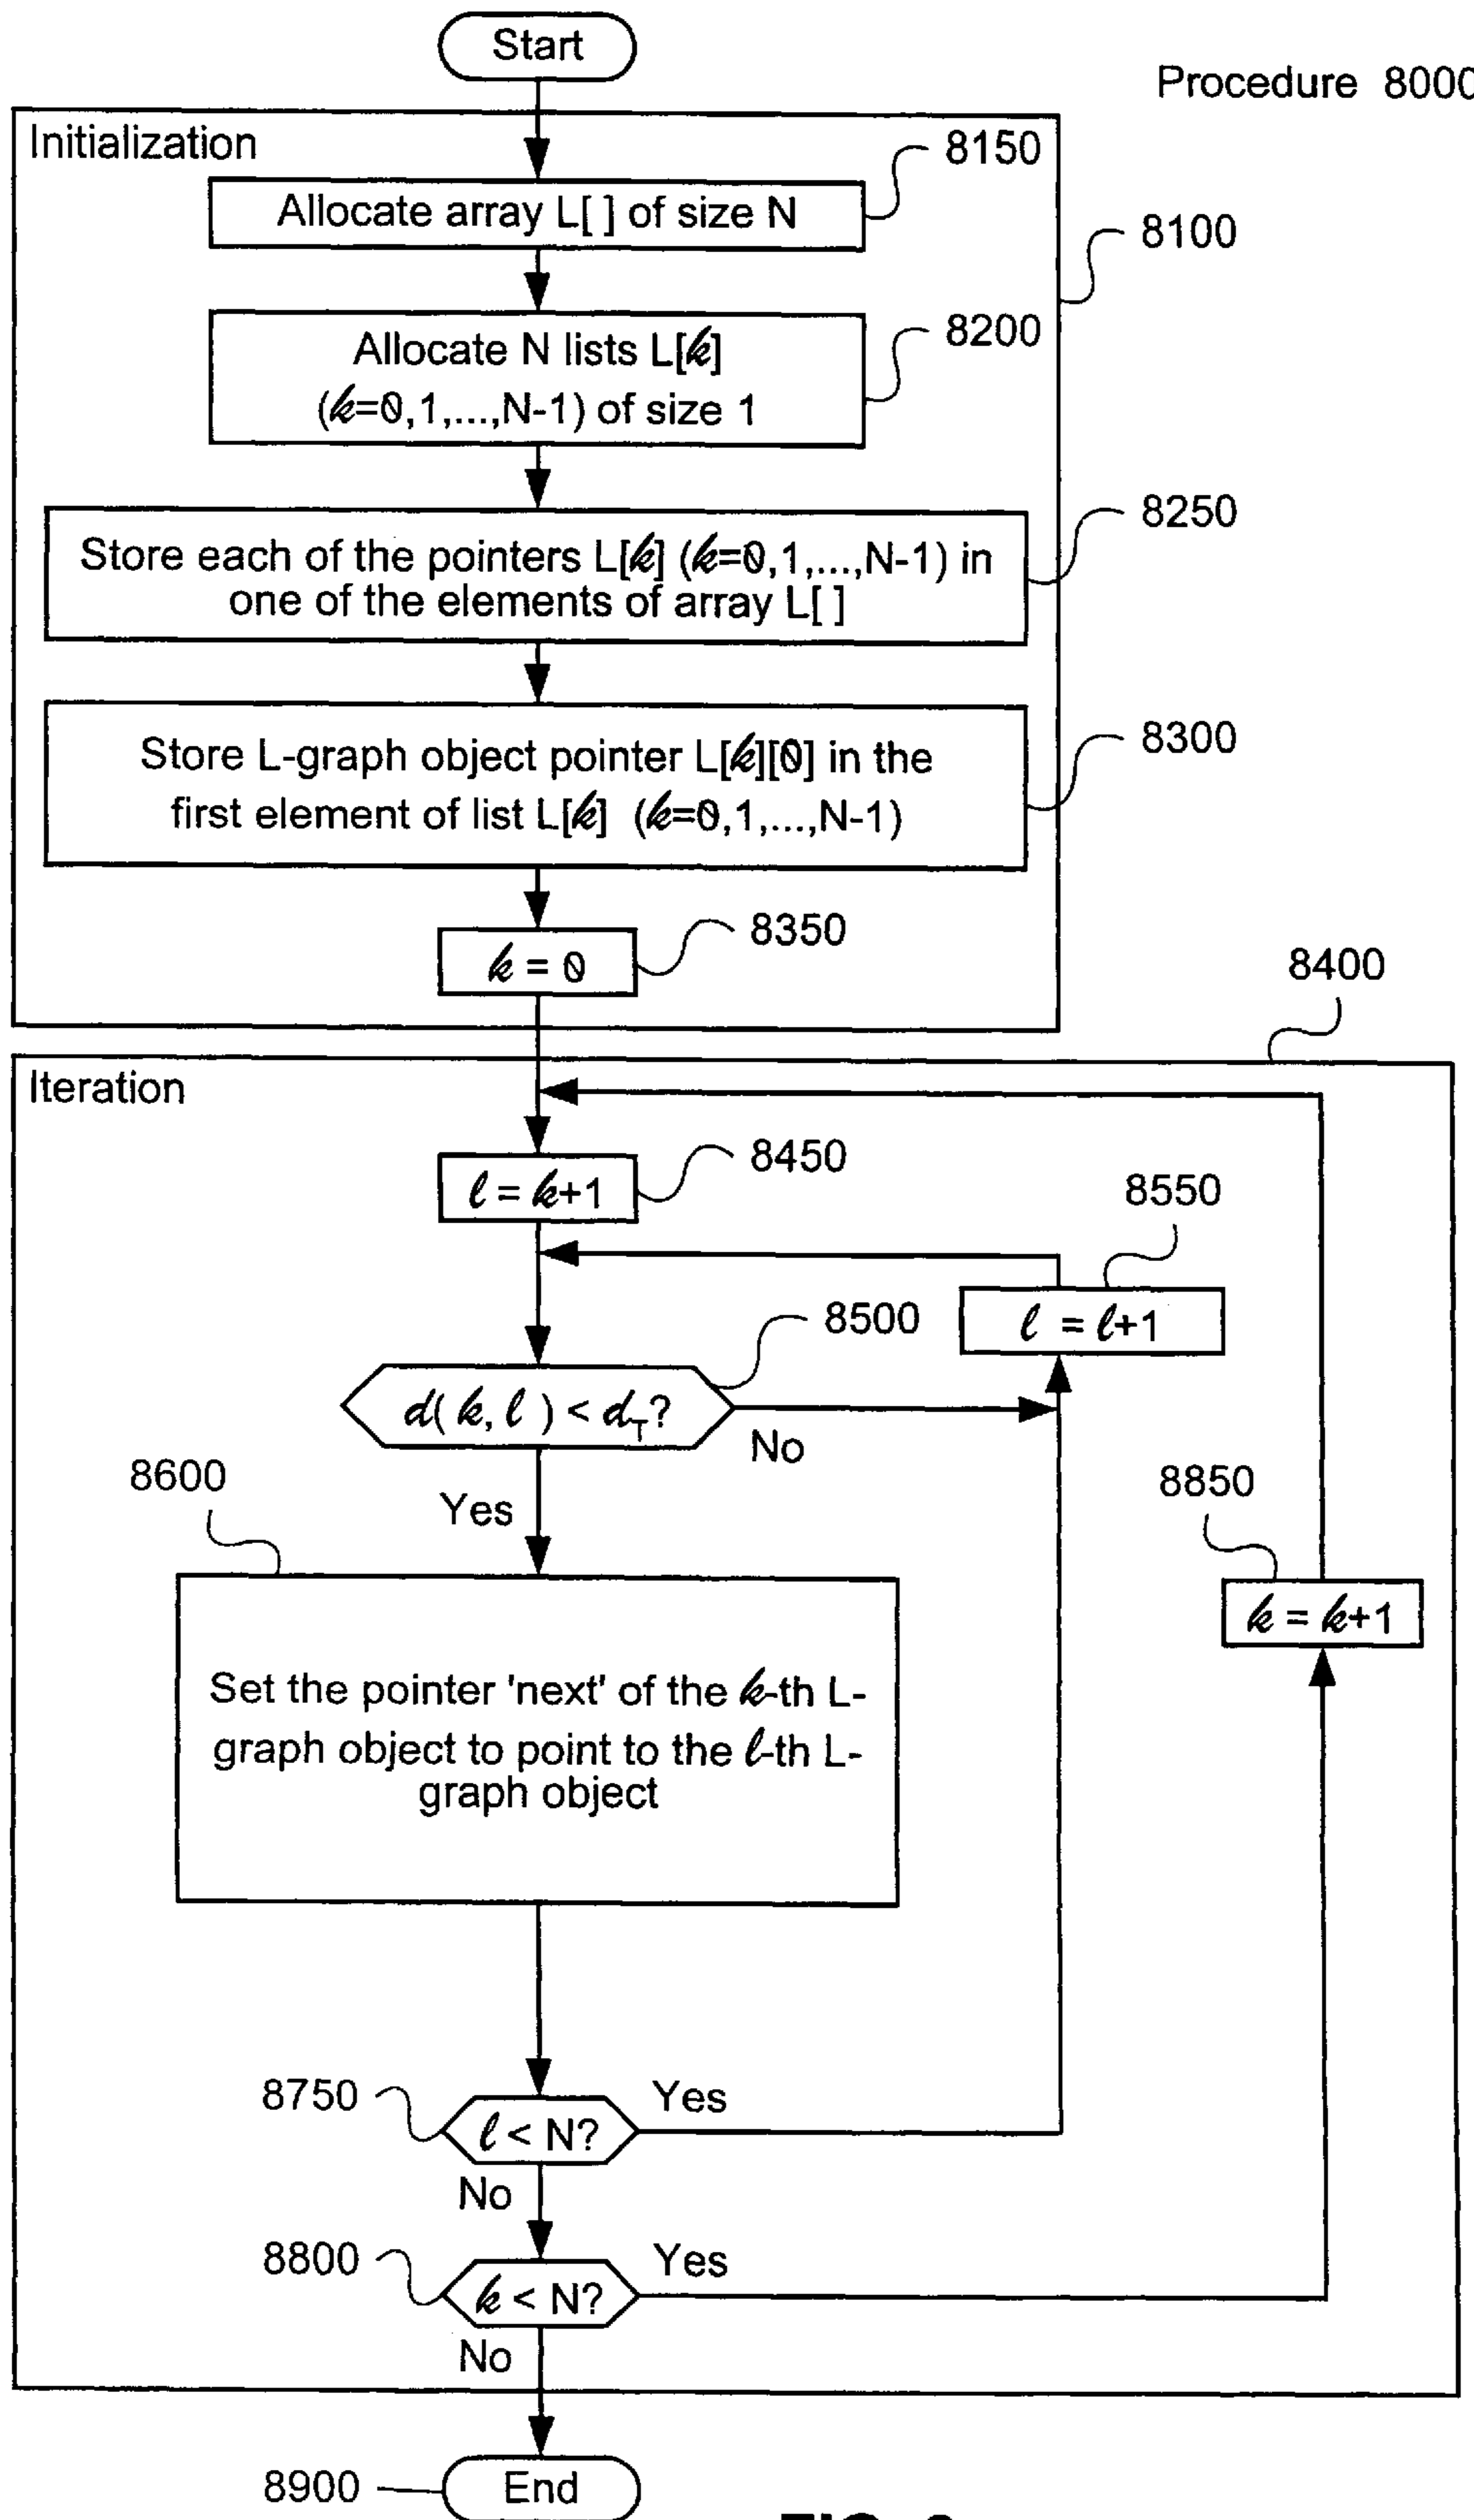 Start
Procedure 8000
Initialization
8150
Allocate array L[ ] of size N
8100
8200
Allocate N lists L[k]
(k=0,1,...,N-1) of size 1
8250
Store each of the pointers L[k] (k=0,1,...,N-1) in
one of the elements of array L[ ]
8300
Store L-graph object pointer L[k][0] in the
first element of list L[k] (k=0,1,...,N-1)
8350
k = 0
8400
Iteration
8450
ℓ = k+1
8550
ℓ = ℓ+1
8500
d( k, ℓ ) < d_T?
No
8600
Yes
8850
k = k+1
Set the pointer 'next' of the k-th L-
graph object to point to the ℓ-th L-
graph object
8750
Yes
ℓ < N?
No
8800
Yes
k < N?
No
8900
End